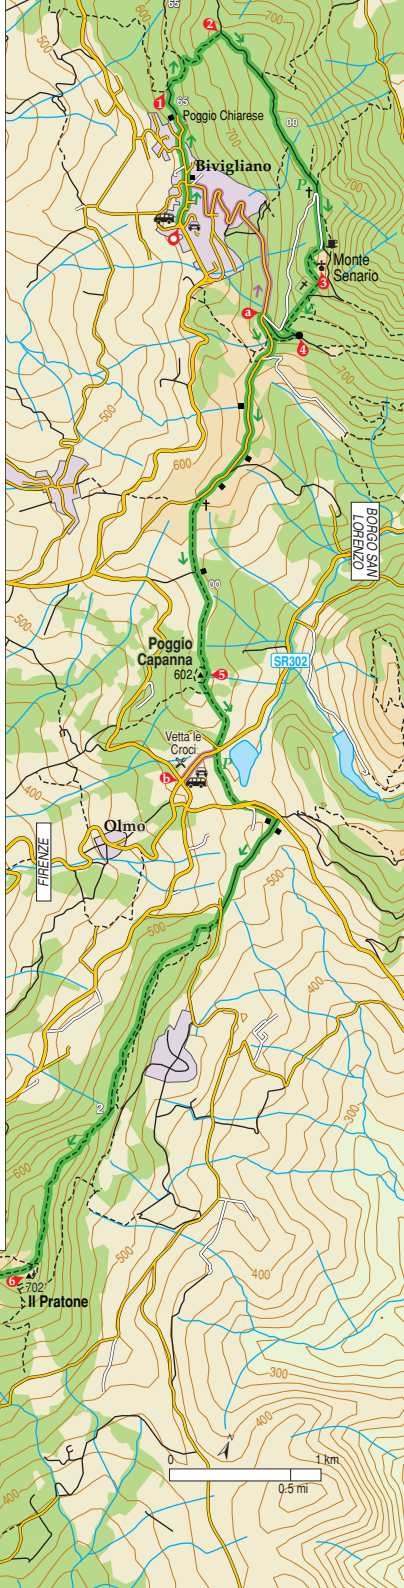 65
600
500
700
2
1
65
Poggio Chiarese
00
700
Bivigliano
P
Monte
Senario
3
a
4
700
500
600
BORGO SAN
LORENZO
00
500
Poggio
Capanna
602
5
SR302
Vetta le
Croci
P
b
400
Olmo
FIRENZE
500
500
400
2
300
600
500
400
6
702
Il Pratone
300
400
N
0
1 km
0.5 mi
400